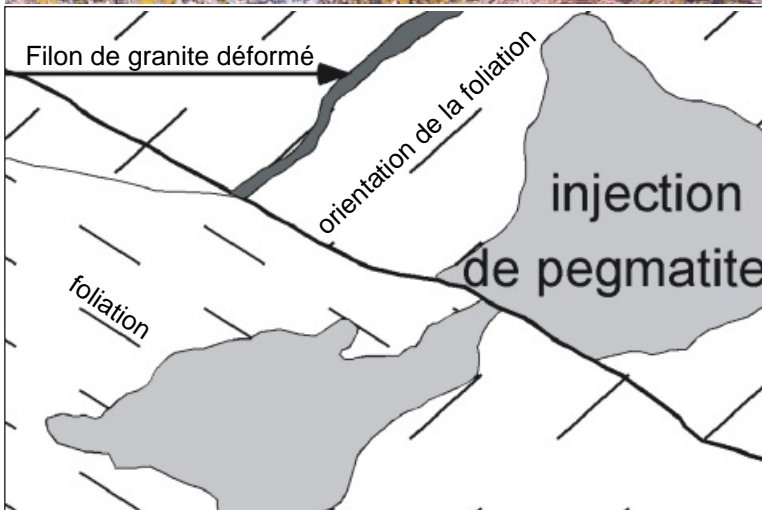 Filon de granite déformé
orientation de la foliation
injection
de pegmatite
foliation